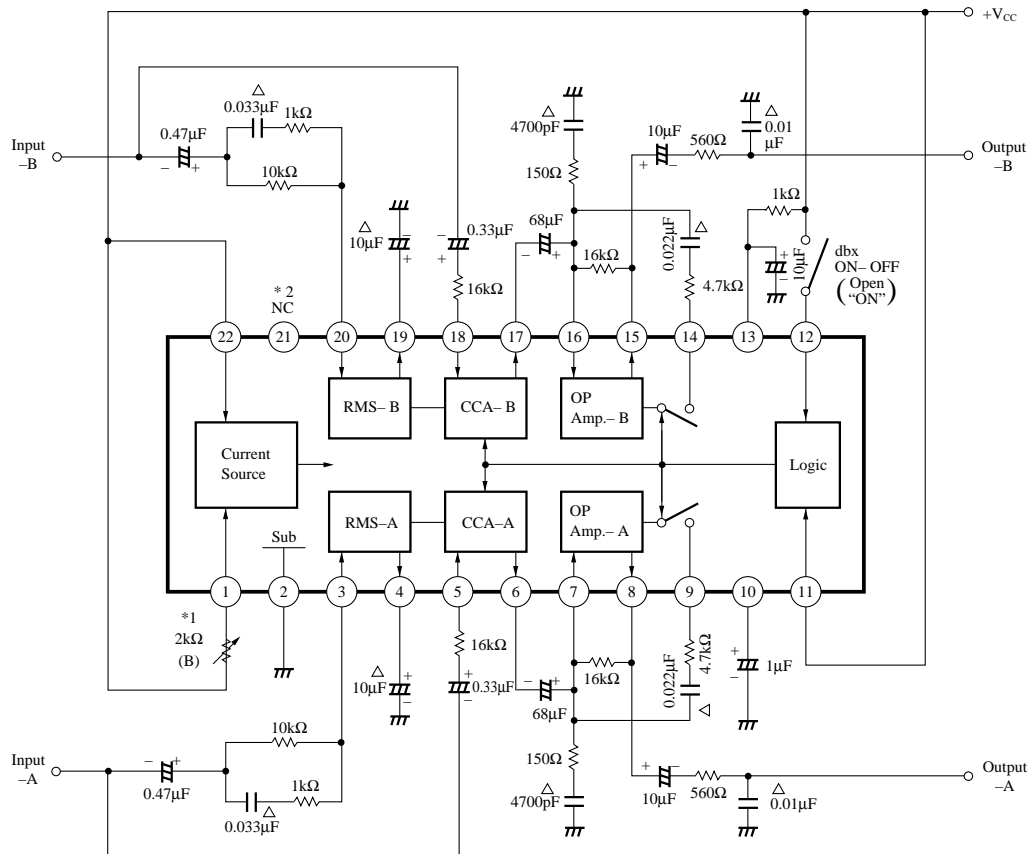 +VCC
△
0.033μF
1kΩ
0.47μF
Input
–B
– +
10kΩ
△
10μF
–
+
–
+
0.33μF
16kΩ
△
4700pF
150Ω
68μF
– +
16kΩ
10μF
+ –
560Ω
△
0.01
μF
Output
–B
0.022μF
△
4.7kΩ
1kΩ
+
–
10μF
dbx
ON– OFF
( Open
“ON” )
* 2
NC
22
21
20
19
18
17
16
15
14
13
12
RMS– B
CCA– B
OP
Amp.– B
Current
Source
Logic
RMS–A
CCA–A
OP
Amp.– A
Sub
1
2
3
4
5
6
7
8
9
10
11
*1
2kΩ
(B)
△
10μF
+
–
16kΩ
+
–
0.33μF
– +
68μF
16kΩ
4.7kΩ
0.022μF
△
+
–
1μF
Input
–A
– +
0.47μF
10kΩ
1kΩ
△
0.033μF
150Ω
△
4700pF
+ –
10μF
560Ω
△
0.01μF
Output
–A